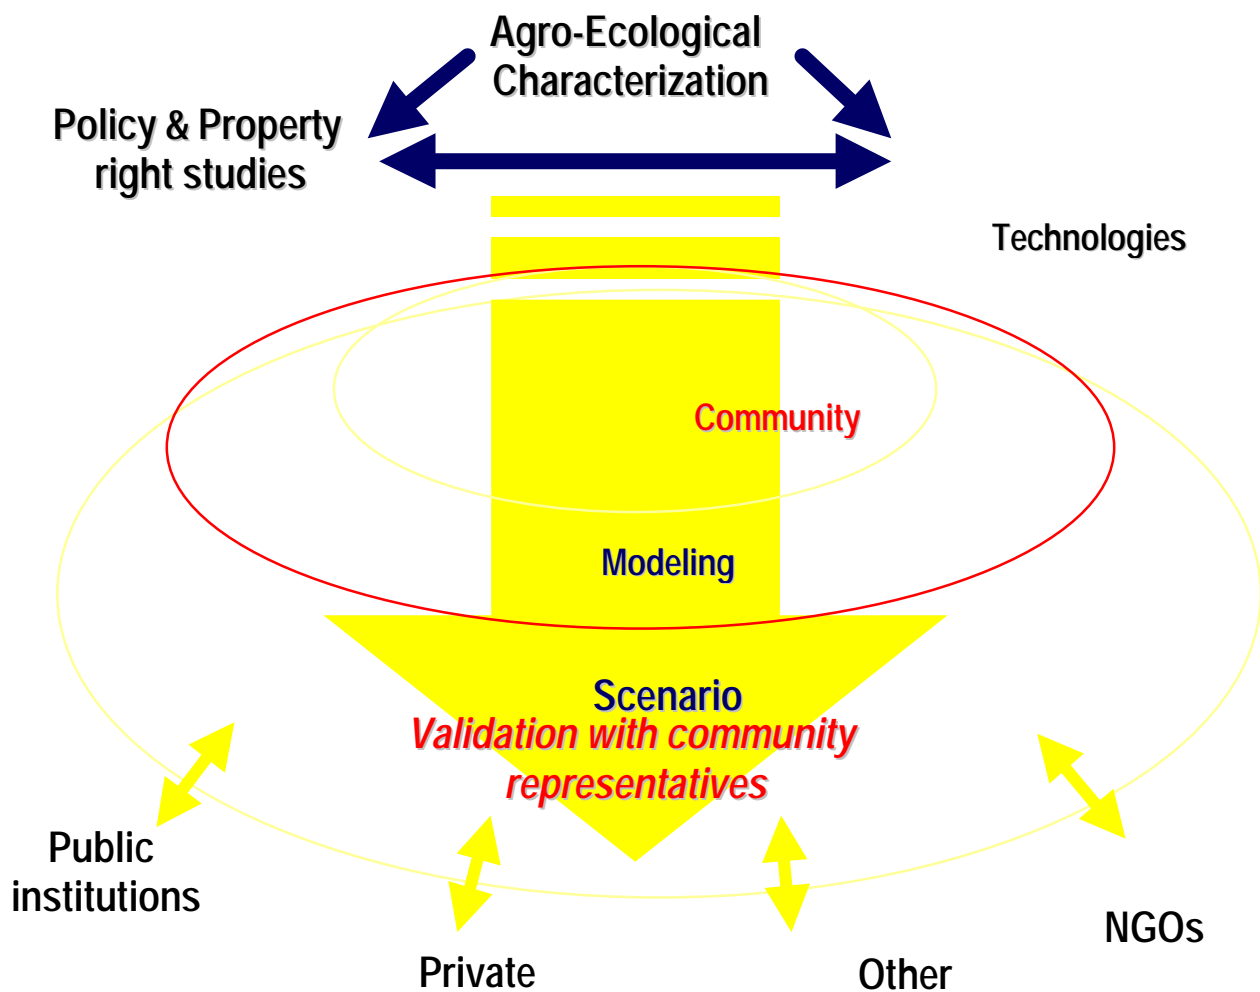 Agro-Ecological
Characterization
Policy & Property
right studies
Technologies
Community
Modeling
Scenario
Validation with community
representatives
Public
institutions
NGOs
Private
Other